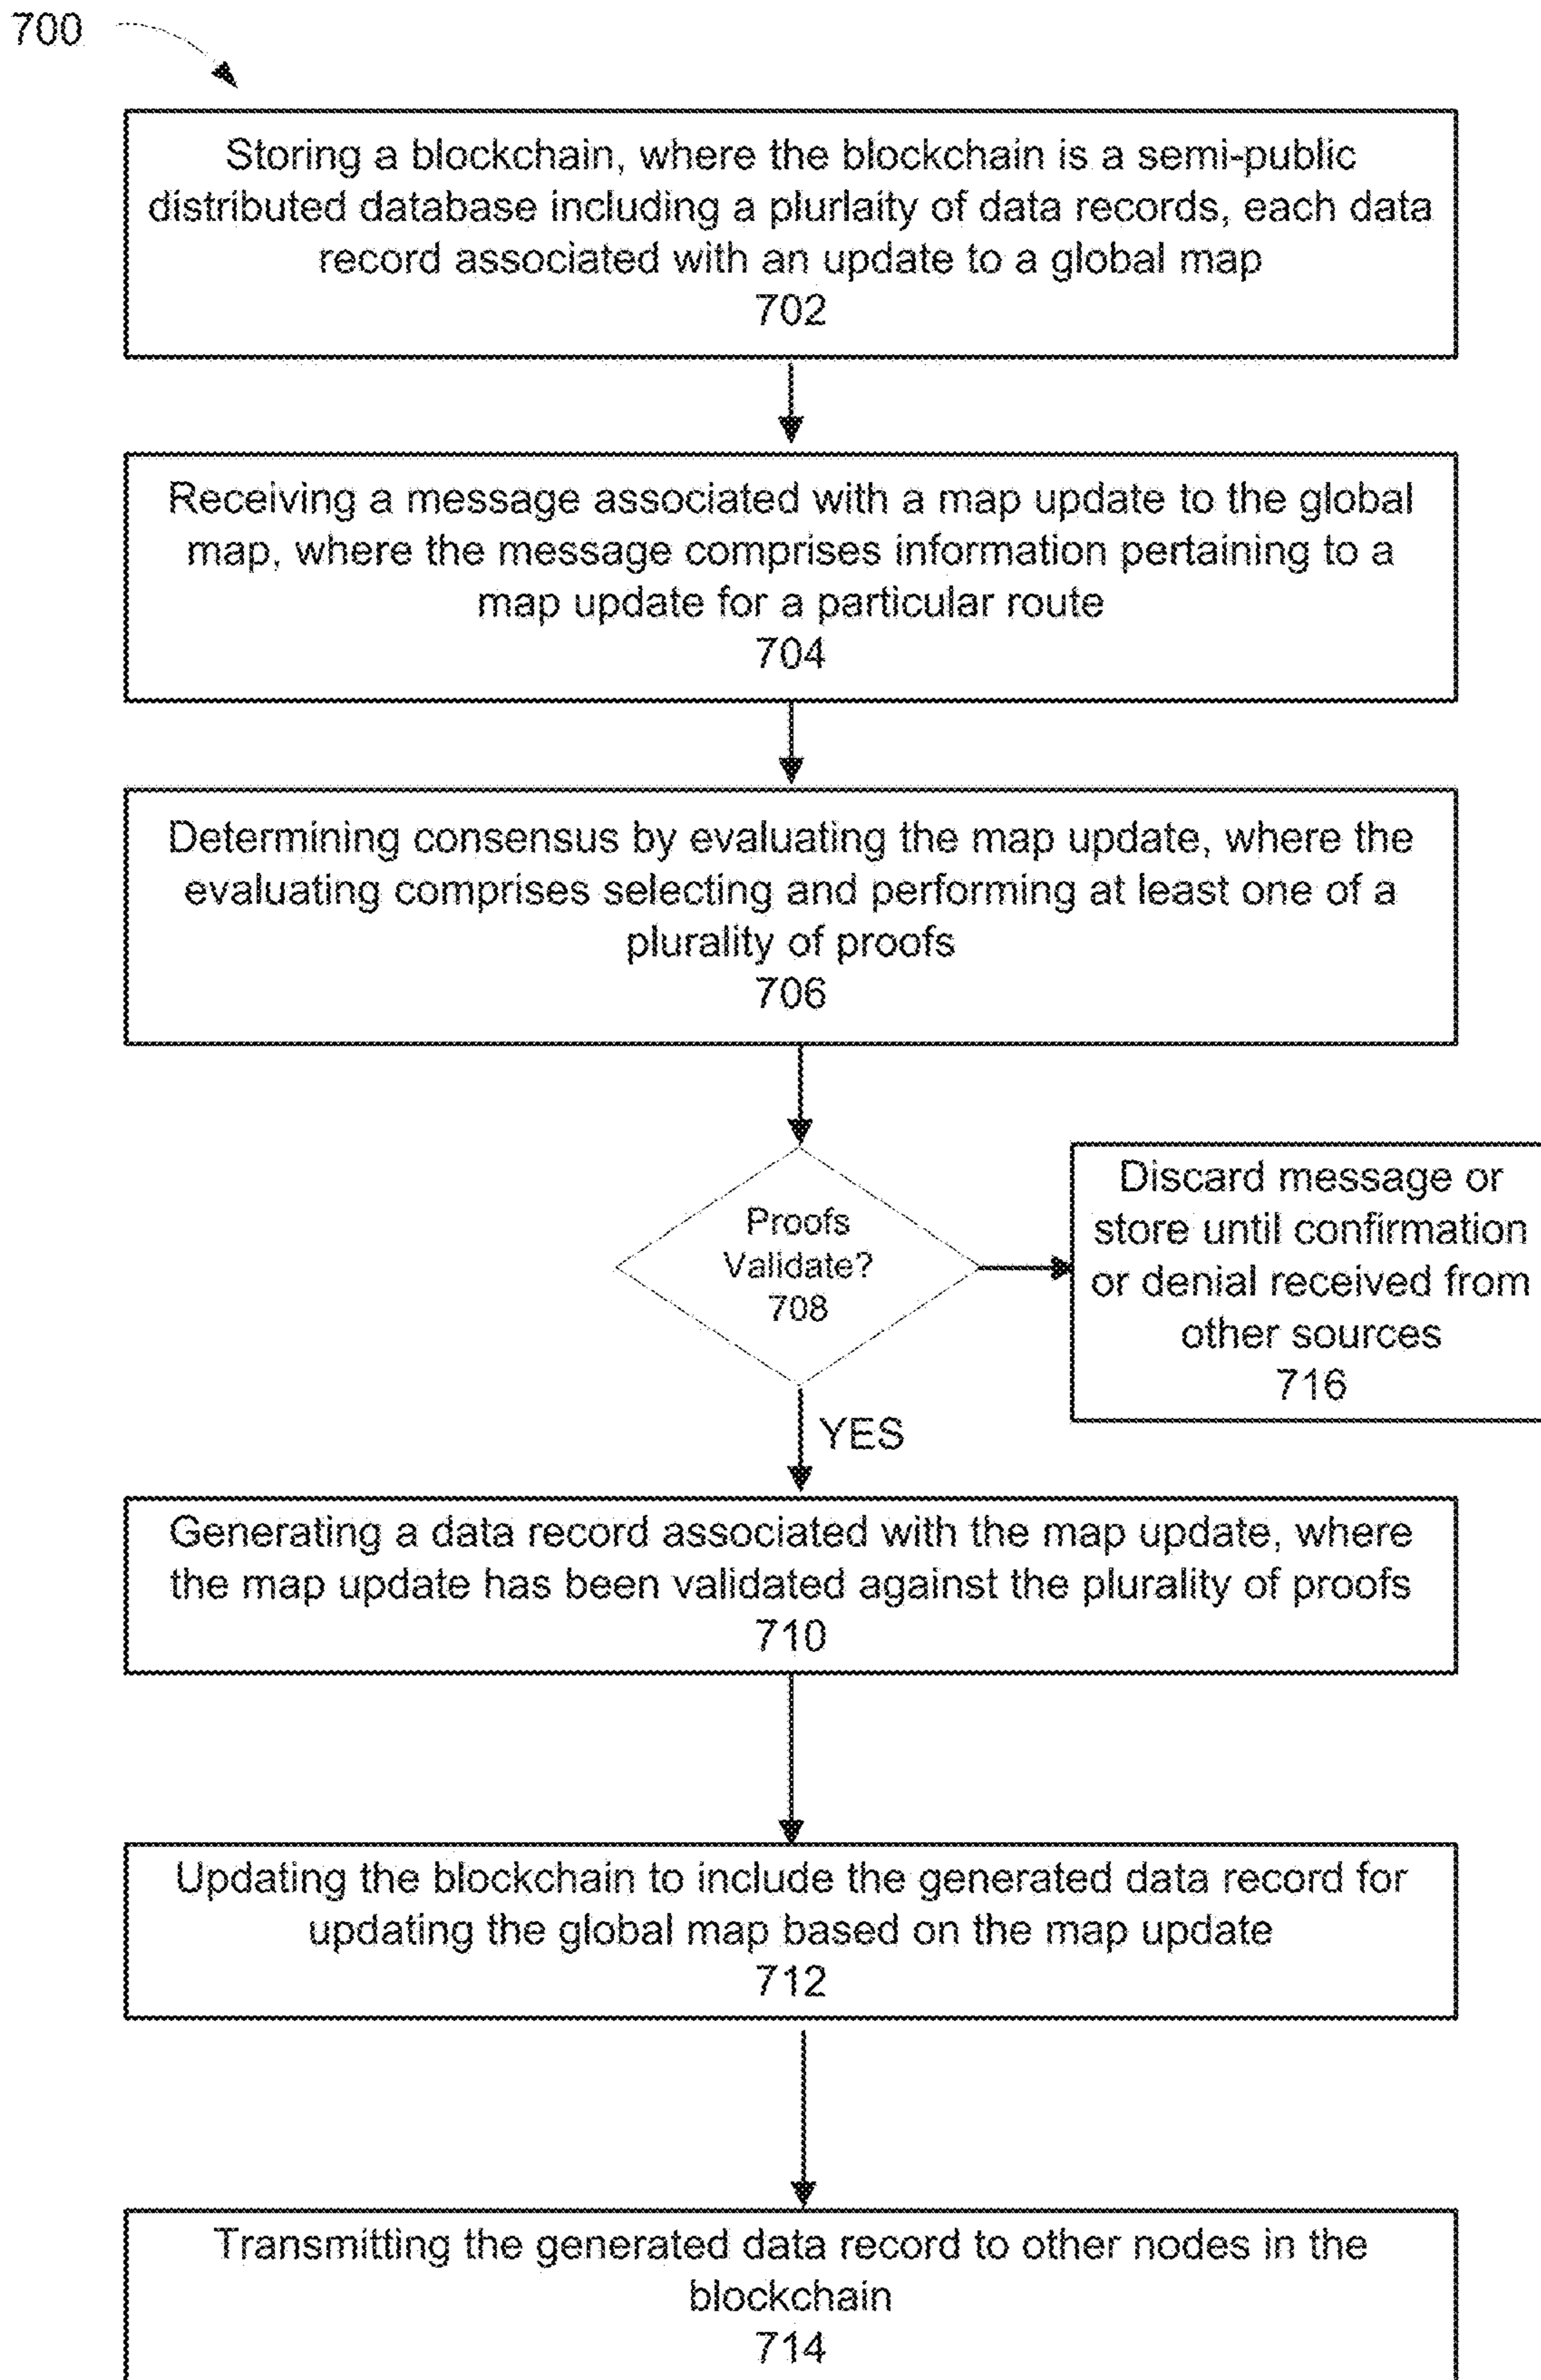 700
Storing a blockchain, where the blockchain is a semi-public
distributed database including a plurlaity of data records, each data
record associated with an update to a global map
702
Receiving a message associated with a map update to the global
map, where the message comprises information pertaining to a
map update for a particular route
704
Determining consensus by evaluating the map update, where the
evaluating comprises selecting and performing at least one of a
plurality of proofs
706
Proofs
Validate?
708
Discard message or
store until confirmation
or denial received from
other sources
716
YES
Generating a data record associated with the map update, where
the map update has been validated against the plurality of proofs
710
Updating the blockchain to include the generated data record for
updating the global map based on the map update
712
Transmitting the generated data record to other nodes in the
blockchain
714